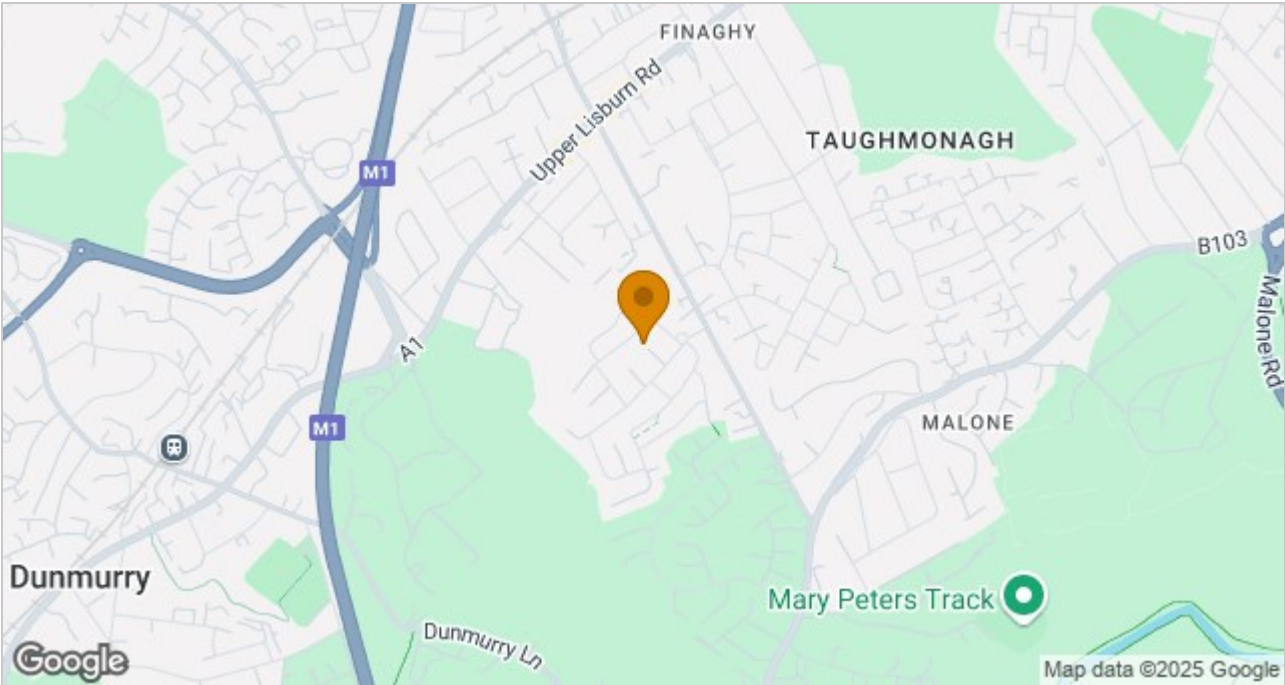 FINAGHY
Upper Lisburn Rd
TAUGHMONAGH
M1
B103
Malone Rd
A1
MALONE
M1
Dunmurry
Mary Peters Track
Dunmurry Ln
Google
Map data ©2025 Google